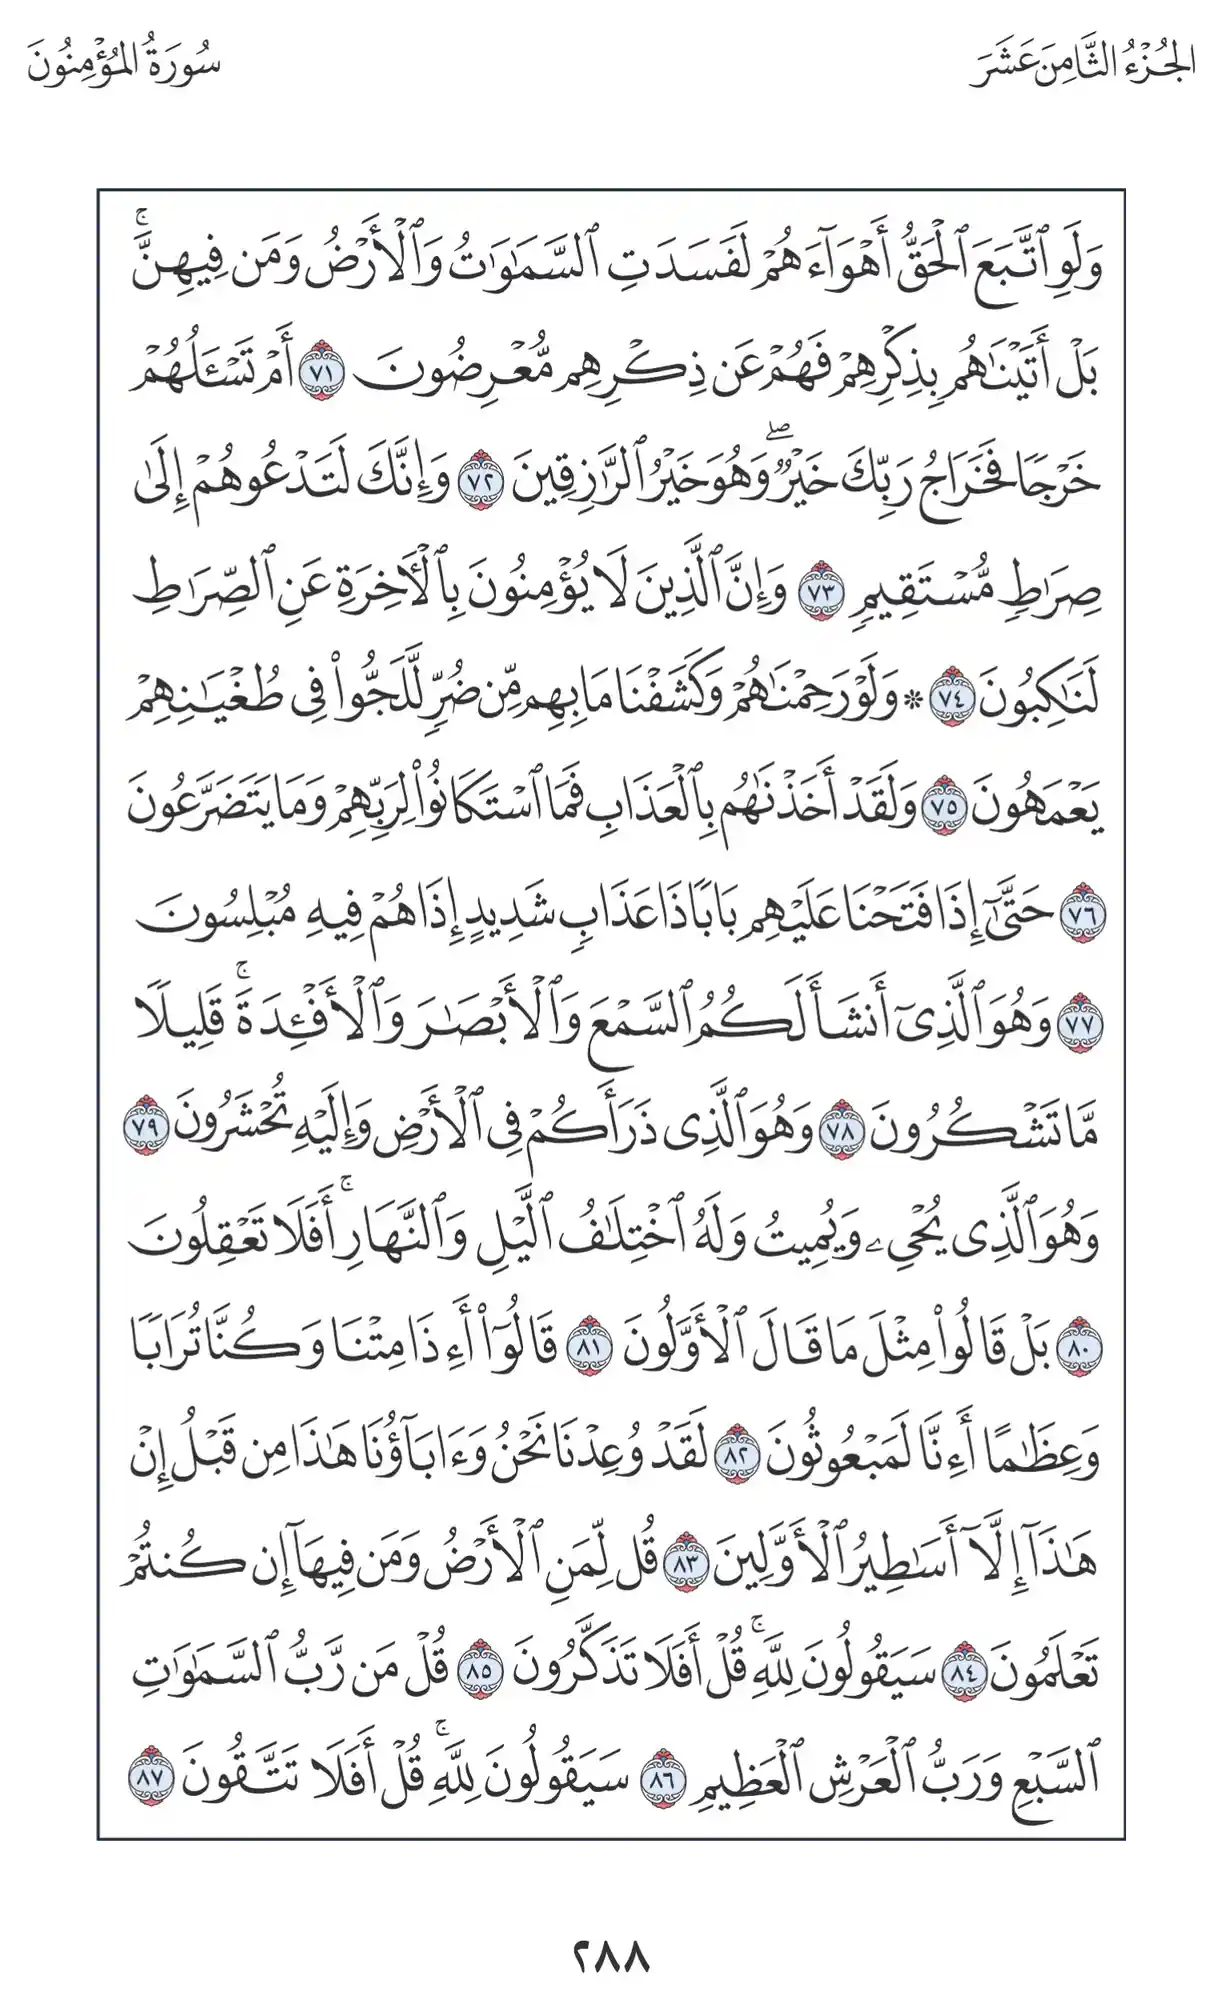 الجُزْءُ الثَّامِنَ عَشَرَ
سُورَةُ المُؤْمِنُونَ
وَلَوِ ٱتَّبَعَ ٱلْحَقُّ أَهْوَآءَهُمْ لَفَسَدَتِ ٱلسَّمَٰوَٰتُ وَٱلْأَرْضُ وَمَن فِيهِنَّۚ
بَلْ أَتَيْنَٰهُم بِذِكْرِهِمْ فَهُمْ عَن ذِكْرِهِم مُّعْرِضُونَ ٧١ أَمْ تَسْـَٔلُهُمْ
خَرْجًا فَخَرَاجُ رَبِّكَ خَيْرٌۖ وَهُوَ خَيْرُ ٱلرَّٰزِقِينَ ٧٢ وَإِنَّكَ لَتَدْعُوهُمْ إِلَىٰ
صِرَٰطٍ مُّسْتَقِيمٍ ٧٣ وَإِنَّ ٱلَّذِينَ لَا يُؤْمِنُونَ بِٱلْأَخِرَةِ عَنِ ٱلصِّرَٰطِ
لَنَٰكِبُونَ ٧٤ * وَلَوْ رَحِمْنَٰهُمْ وَكَشَفْنَا مَا بِهِم مِّن ضُرٍّ لَّلَجُّوا۟ فِى طُغْيَٰنِهِمْ
يَعْمَهُونَ ٧٥ وَلَقَدْ أَخَذْنَٰهُم بِٱلْعَذَابِ فَمَا ٱسْتَكَانُوا۟ لِرَبِّهِمْ وَمَا يَتَضَرَّعُونَ
٧٦ حَتَّىٰٓ إِذَا فَتَحْنَا عَلَيْهِم بَابًا ذَا عَذَابٍ شَدِيدٍ إِذَا هُمْ فِيهِ مُبْلِسُونَ
٧٧ وَهُوَ ٱلَّذِىٓ أَنشَأَ لَكُمُ ٱلسَّمْعَ وَٱلْأَبْصَٰرَ وَٱلْأَفْـِٔدَةَۚ قَلِيلًا
مَّا تَشْكُرُونَ ٧٨ وَهُوَ ٱلَّذِى ذَرَأَكُمْ فِى ٱلْأَرْضِ وَإِلَيْهِ تُحْشَرُونَ ٧٩
وَهُوَ ٱلَّذِى يُحْىِۦ وَيُمِيتُ وَلَهُ ٱخْتِلَٰفُ ٱلَّيْلِ وَٱلنَّهَارِۚ أَفَلَا تَعْقِلُونَ
٨٠ بَلْ قَالُوا۟ مِثْلَ مَا قَالَ ٱلْأَوَّلُونَ ٨١ قَالُوٓا۟ أَءِذَا مِتْنَا وَكُنَّا تُرَابًا
وَعِظَٰمًا أَءِنَّا لَمَبْعُوثُونَ ٨٢ لَقَدْ وُعِدْنَا نَحْنُ وَءَابَآؤُنَا هَٰذَا مِن قَبْلُ إِنْ
هَٰذَآ إِلَّآ أَسَٰطِيرُ ٱلْأَوَّلِينَ ٨٣ قُل لِّمَنِ ٱلْأَرْضُ وَمَن فِيهَآ إِن كُنتُمْ
تَعْلَمُونَ ٨٤ سَيَقُولُونَ لِلَّهِۚ قُلْ أَفَلَا تَذَكَّرُونَ ٨٥ قُلْ مَن رَّبُّ ٱلسَّمَٰوَٰتِ
ٱلسَّبْعِ وَرَبُّ ٱلْعَرْشِ ٱلْعَظِيمِ ٨٦ سَيَقُولُونَ لِلَّهِۚ قُلْ أَفَلَا تَتَّقُونَ ٨٧
٢٨٨